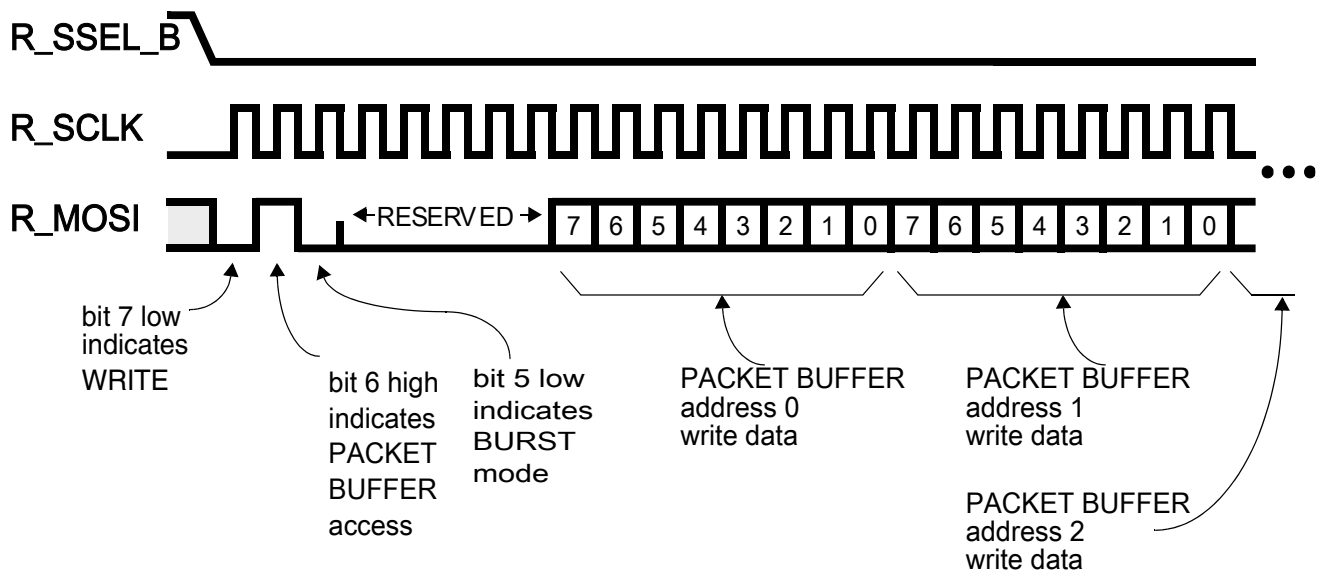 R_SSEL_B
R_SCLK
R_MOSI
RESERVED
7 6 5 4 3 2 1 0 7 6 5 4 3 2 1 0
bit 7 low
indicates
WRITE
bit 6 high
indicates
PACKET
BUFFER
access
bit 5 low
indicates
BURST
mode
PACKET BUFFER
address 0
write data
PACKET BUFFER
address 1
write data
PACKET BUFFER
address 2
write data